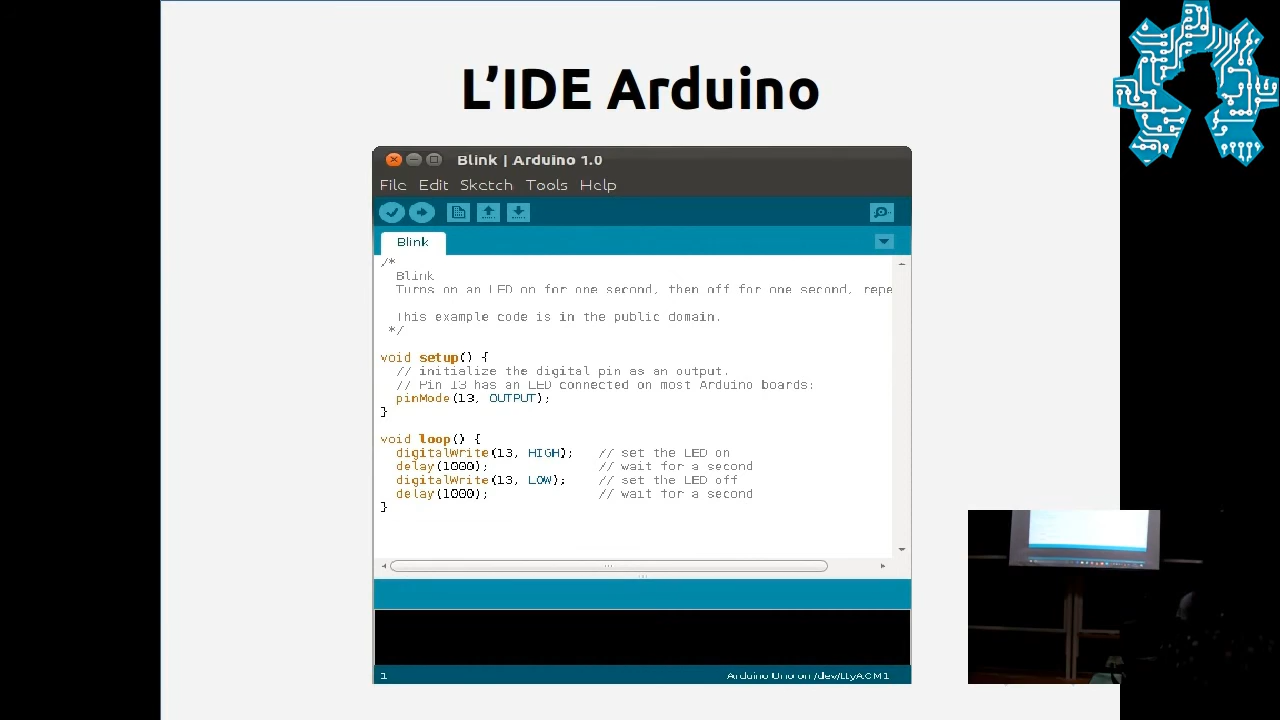 L’IDE Arduino
Blink | Arduino 1.0
File Edit Sketch Tools Help
Blink
/*
Blink
Turns on an LED on for one second, then off for one second, repe
This example code is in the public domain.
*/
void setup() {
// initialize the digital pin as an output.
// Pin 13 has an LED connected on most Arduino boards:
pinMode(13, OUTPUT);
}
void loop() {
digitalWrite(13, HIGH); // set the LED on
delay(1000); // wait for a second
digitalWrite(13, LOW); // set the LED off
delay(1000); // wait for a second
}
1
Arduino Uno on /dev/ttyACM1